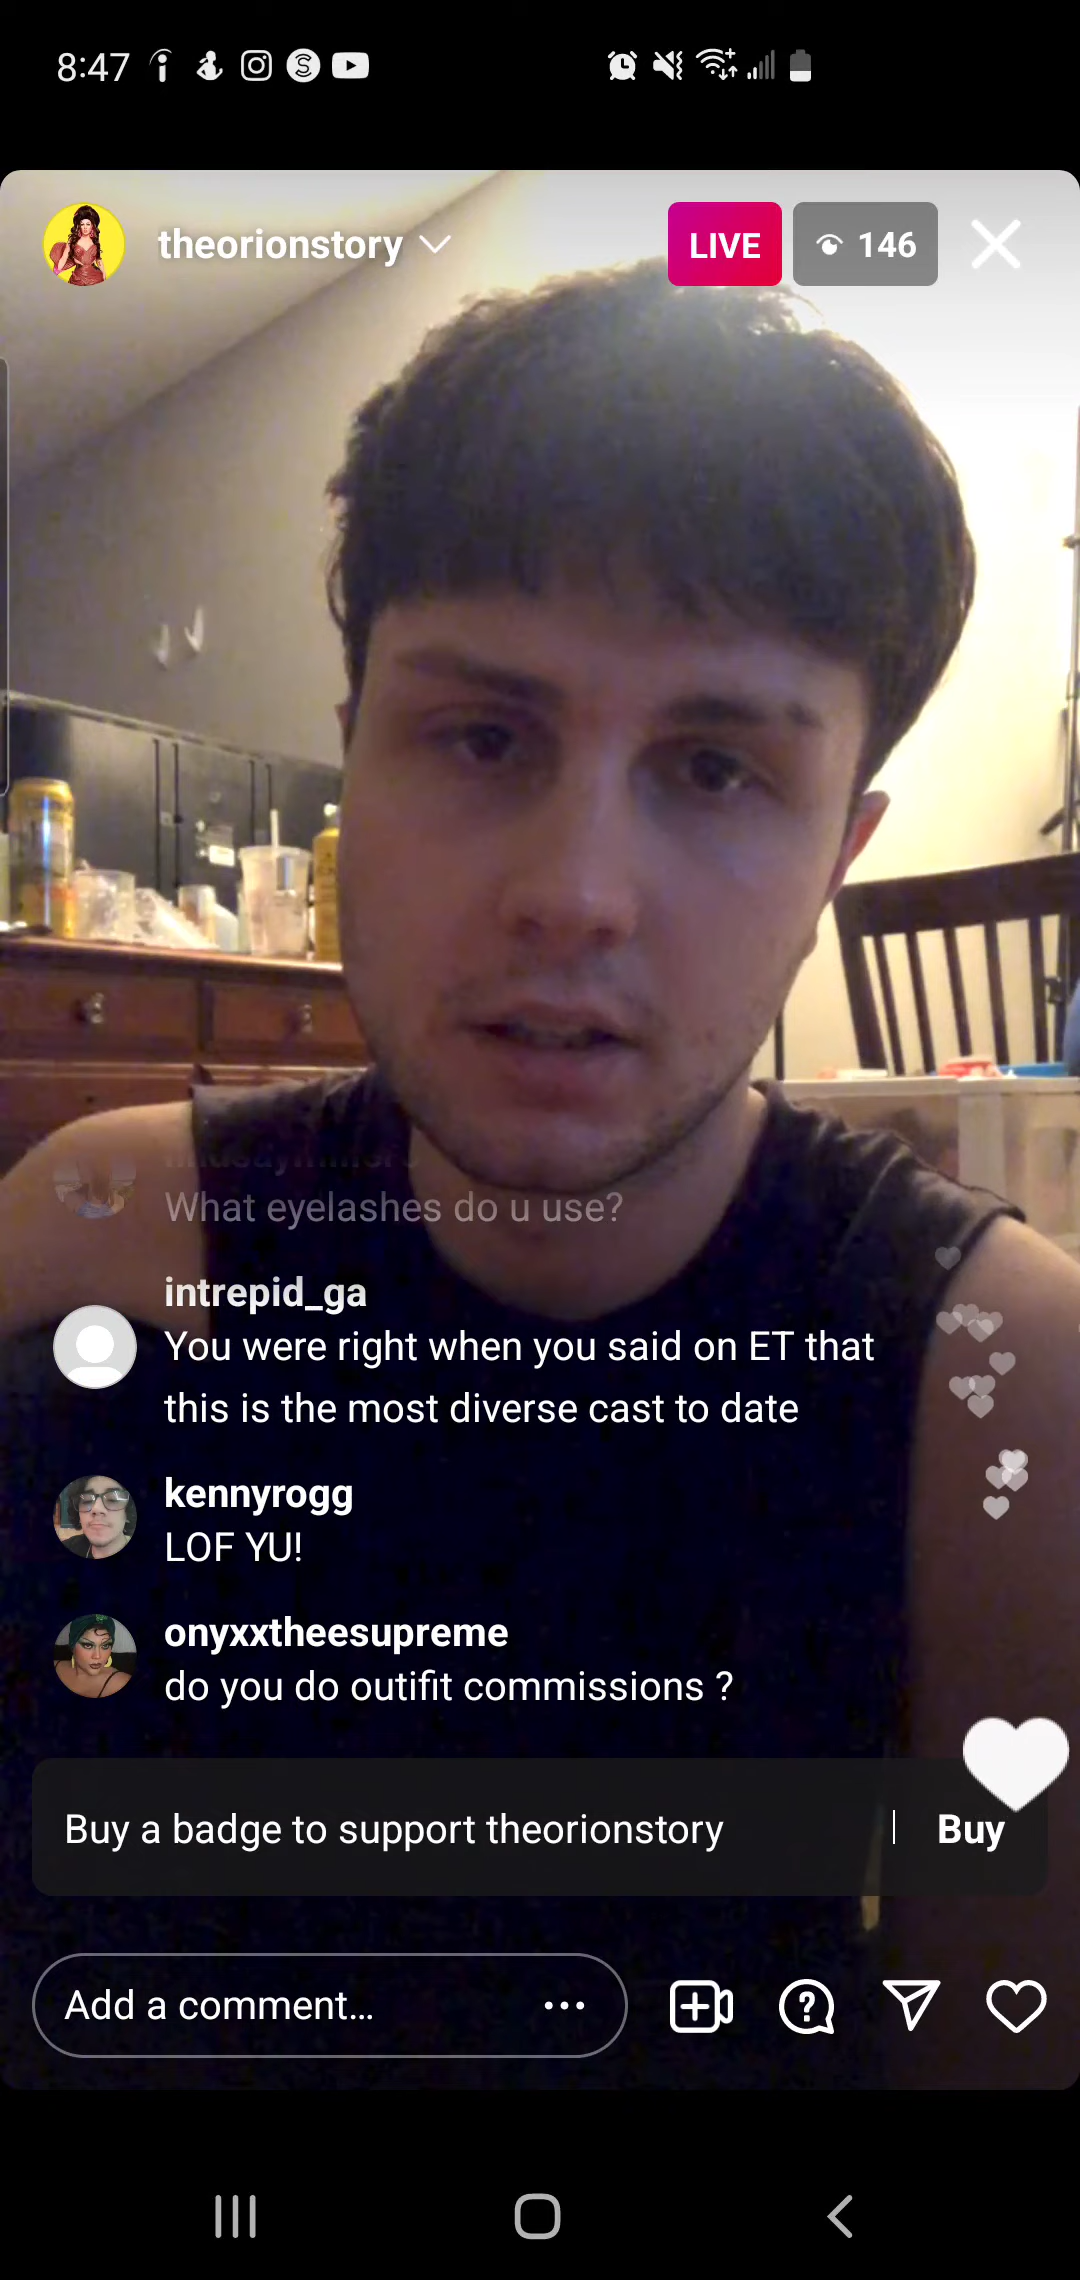 8:47
theorionstory
LIVE
146
What eyelashes do u use?
intrepid_ga
You were right when you said on ET that
this is the most diverse cast to date
kennyrogg
LOF YU!
onyxxtheesupreme
do you do outifit commissions ?
Buy a badge to support theorionstory | Buy
Add a comment...